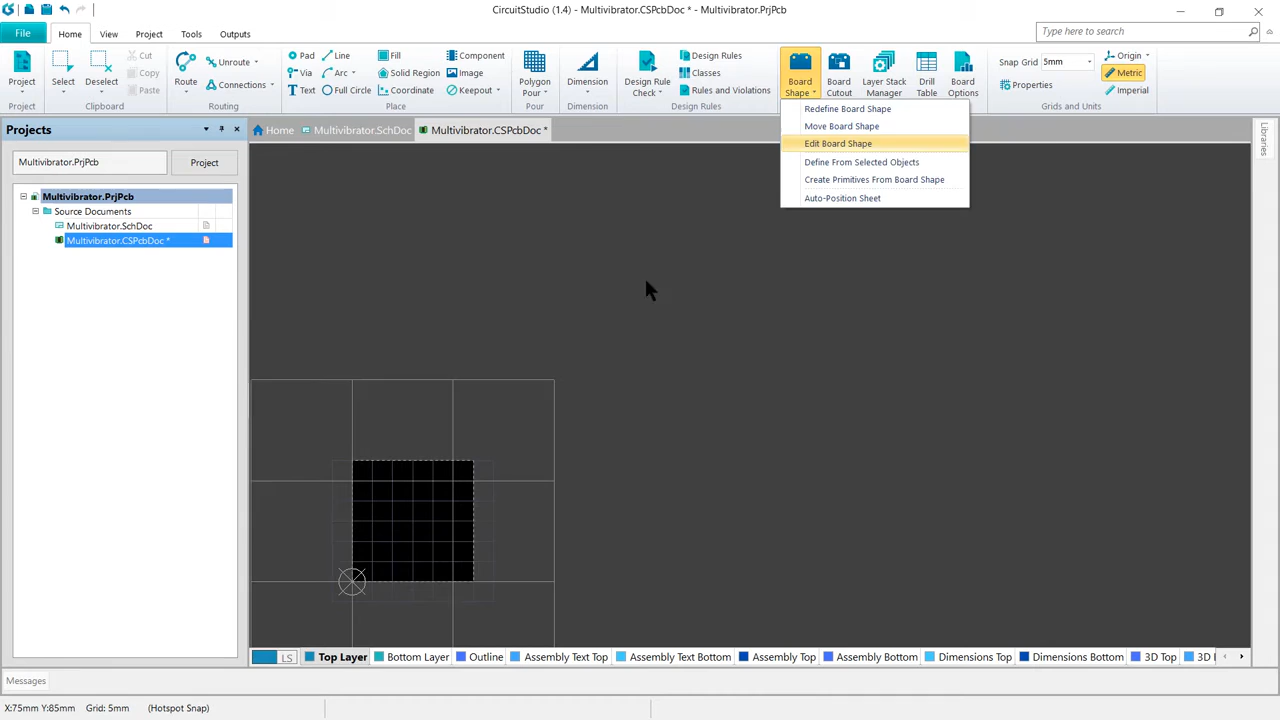 CircuitStudio (1.4) - Multivibrator.CSPcbDoc * - Multivibrator.PrjPcb
File Home View Project Tools Outputs Type here to search
Project Select Cut Copy Paste Deselect Route Unroute Connections
Pad Line Fill Component
Via Arc Solid Region Image
Text Full Circle Coordinate Keepout
Polygon Pour Dimension Design Rule Check
Design Rules
Classes
Rules and Violations
Board Shape Board Cutout Layer Stack Manager Drill Table Board Options
Snap Grid 5mm Origin
Properties Metric
Imperial
Project Clipboard Routing Place Pour Dimension Design Rules Grids and Units
Redefine Board Shape
Move Board Shape
Edit Board Shape
Define From Selected Objects
Create Primitives From Board Shape
Auto-Position Sheet
Projects
Home Multivibrator.SchDoc Multivibrator.CSPcbDoc *
Libraries
Multivibrator.PrjPcb Project
Multivibrator.PrjPcb
Source Documents
Multivibrator.SchDoc
Multivibrator.CSPcbDoc *
LS Top Layer Bottom Layer Outline Assembly Text Top Assembly Text Bottom Assembly Top Assembly Bottom Dimensions Top Dimensions Bottom 3D Top 3D
Messages
X:75mm Y:85mm Grid: 5mm (Hotspot Snap)